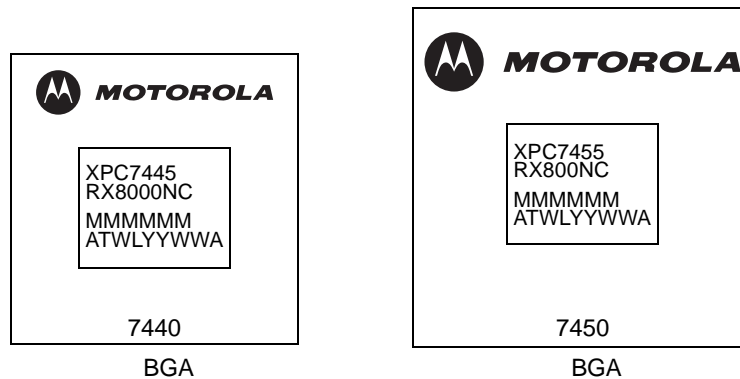 MOTOROLA
XPC7445
RX8000NC
MMMMMM
ATWLYYWWA
7440
BGA
MOTOROLA
XPC7455
RX800NC
MMMMMM
ATWLYYWWA
7450
BGA